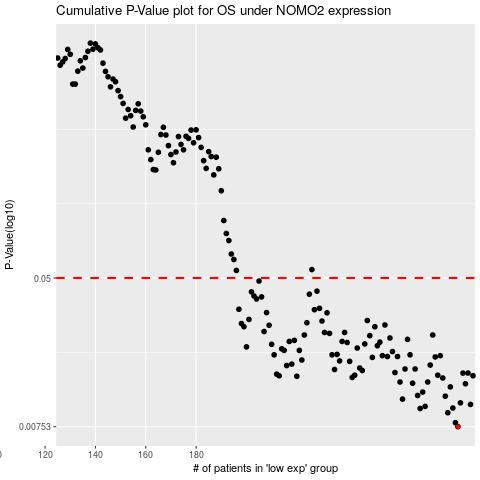 Cumulative P-Value plot for OS under NOMO2 expression
P-Value(log10)
0.05
0.00753
0 120 140 160 180
# of patients in 'low exp' group